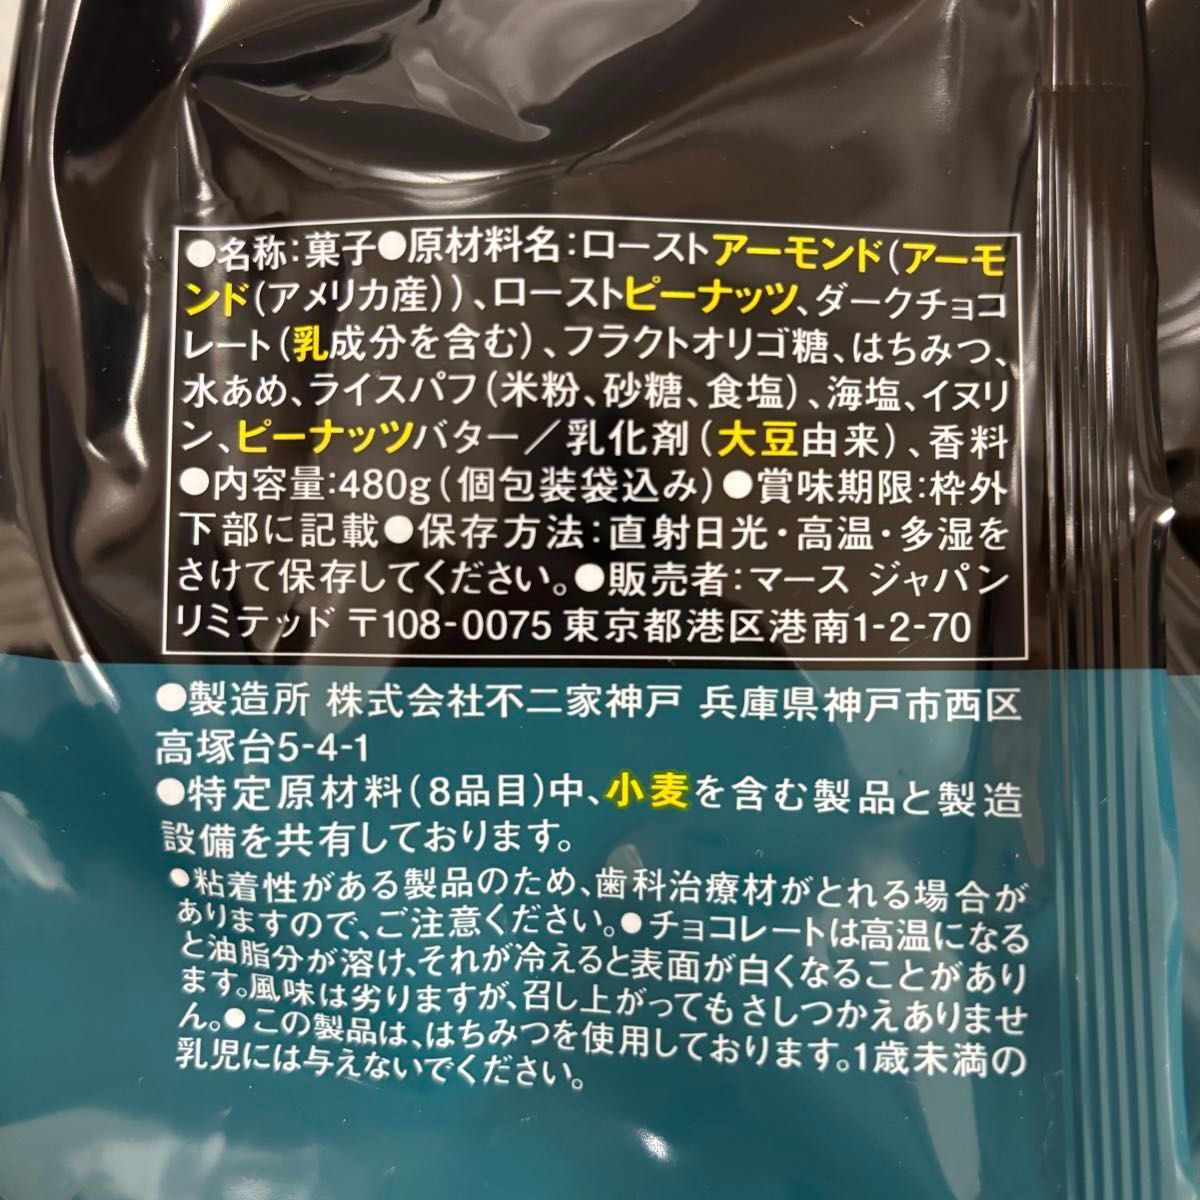 ●名称:菓子●原材料名:ローストアーモンド(アーモ
ンド(アメリカ産))、ローストピーナッツ、ダークチョコ
レート(乳成分を含む)、フラクトオリゴ糖、はちみつ、
水あめ、ライスパフ(米粉、砂糖、食塩)、海塩、イヌリ
ン、ピーナッツバター/乳化剤(大豆由来)、香料
●内容量:480g(個包装袋込み)●賞味期限:枠外
下部に記載●保存方法:直射日光・高温・多湿を
さけて保存してください。●販売者:マース ジャパン
リミテッド 〒108-0075 東京都港区港南1-2-70
●製造所 株式会社不二家神戸 兵庫県神戸市西区
高塚台5-4-1
●特定原材料(8品目)中、小麦を含む製品と製造
設備を共有しております。
●粘着性がある製品のため、歯科治療材がとれる場合が
ありますので、ご注意ください。●チョコレートは高温になる
と油脂分が溶け、それが冷えると表面が白くなることがあり
ます。風味は劣りますが、召し上がってもさしつかえありませ
ん。●この製品は、はちみつを使用しております。1歳未満の
乳児には与えないでください。